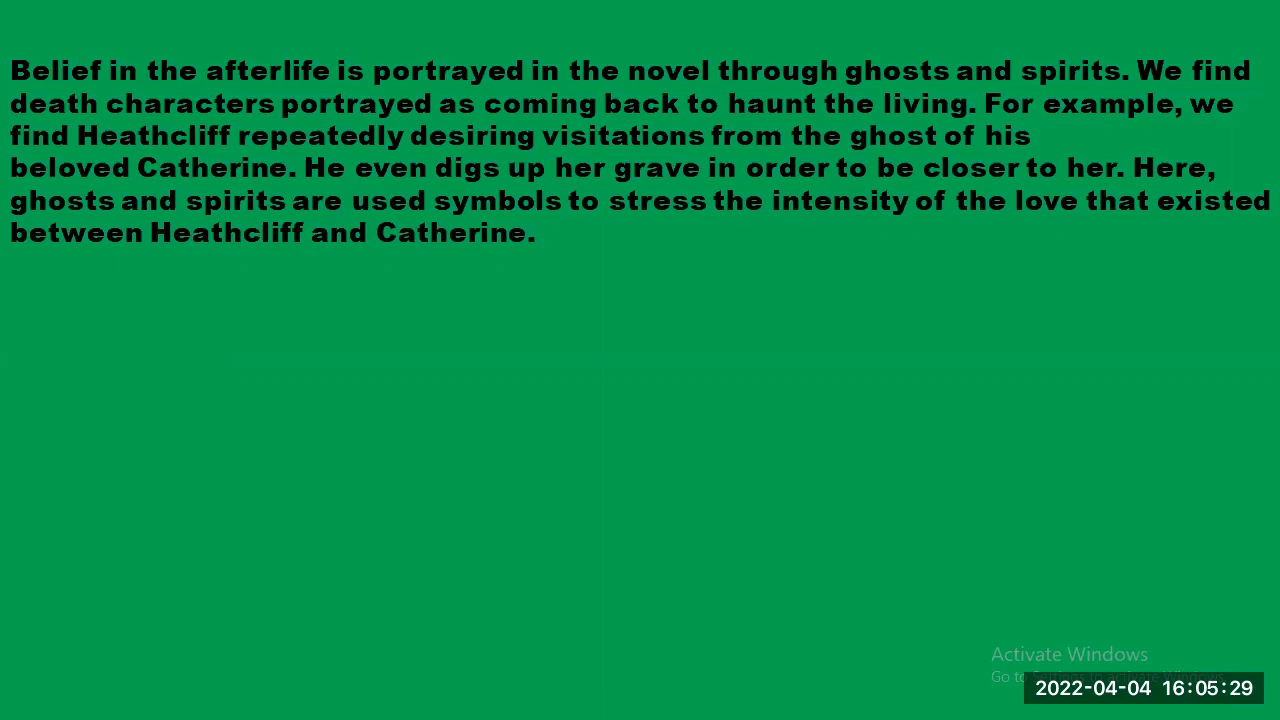 Belief in the afterlife is portrayed in the novel through ghosts and spirits. We find
death characters portrayed as coming back to haunt the living. For example, we
find Heathcliff repeatedly desiring visitations from the ghost of his
beloved Catherine. He even digs up her grave in order to be closer to her. Here,
ghosts and spirits are used symbols to stress the intensity of the love that existed
between Heathcliff and Catherine.
Activate Windows
Go to
2022-04-04 16:05:29